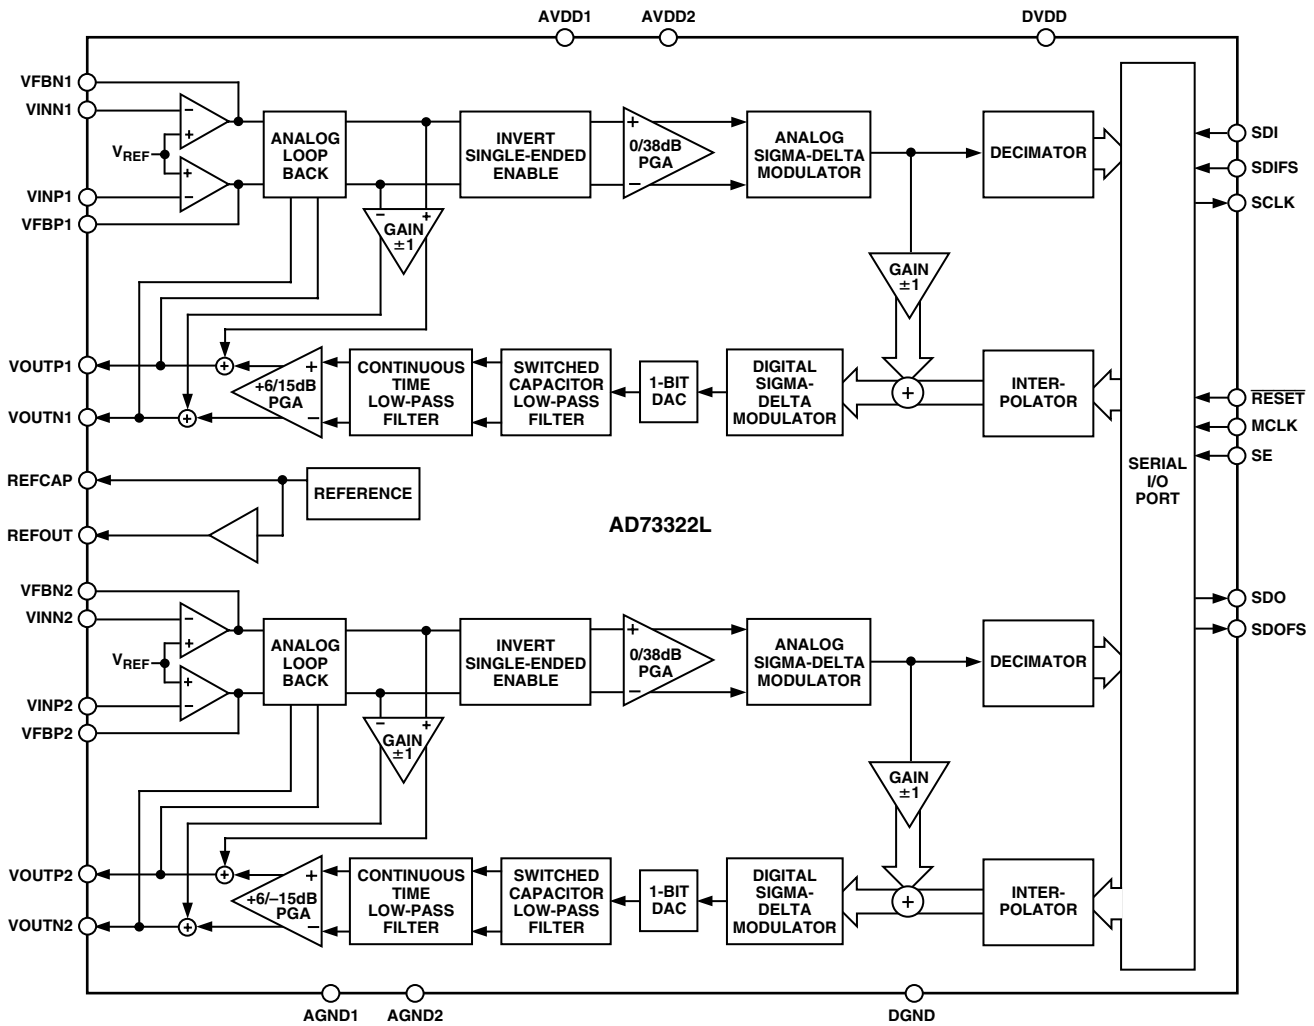 AVDD1
AVDD2
DVDD
VFBN1
VINN1
VREF
VINP1
VFBP1
−
+
+
−
ANALOG
LOOP
BACK
INVERT
SINGLE-ENDED
ENABLE
+
0/38dB
PGA
−
ANALOG
SIGMA-DELTA
MODULATOR
DECIMATOR
SDI
SDIFS
SCLK
− +
GAIN
±1
GAIN
±1
VOUTP1
VOUTN1
+
+
+
+6/15dB
PGA
−
CONTINUOUS
TIME
LOW-PASS
FILTER
SWITCHED
CAPACITOR
LOW-PASS
FILTER
1-BIT
DAC
DIGITAL
SIGMA-
DELTA
MODULATOR
+
INTER-
POLATOR
RESET
MCLK
SE
SERIAL
I/O
PORT
REFCAP
REFERENCE
REFOUT
AD73322L
VFBN2
VINN2
VREF
VINP2
VFBP2
−
+
+
−
ANALOG
LOOP
BACK
INVERT
SINGLE-ENDED
ENABLE
+
0/38dB
PGA
−
ANALOG
SIGMA-DELTA
MODULATOR
DECIMATOR
SDO
SDOFS
− +
GAIN
±1
GAIN
±1
VOUTP2
VOUTN2
+
+
+
+6/−15dB
PGA
−
CONTINUOUS
TIME
LOW-PASS
FILTER
SWITCHED
CAPACITOR
LOW-PASS
FILTER
1-BIT
DAC
DIGITAL
SIGMA-
DELTA
MODULATOR
+
INTER-
POLATOR
AGND1
AGND2
DGND